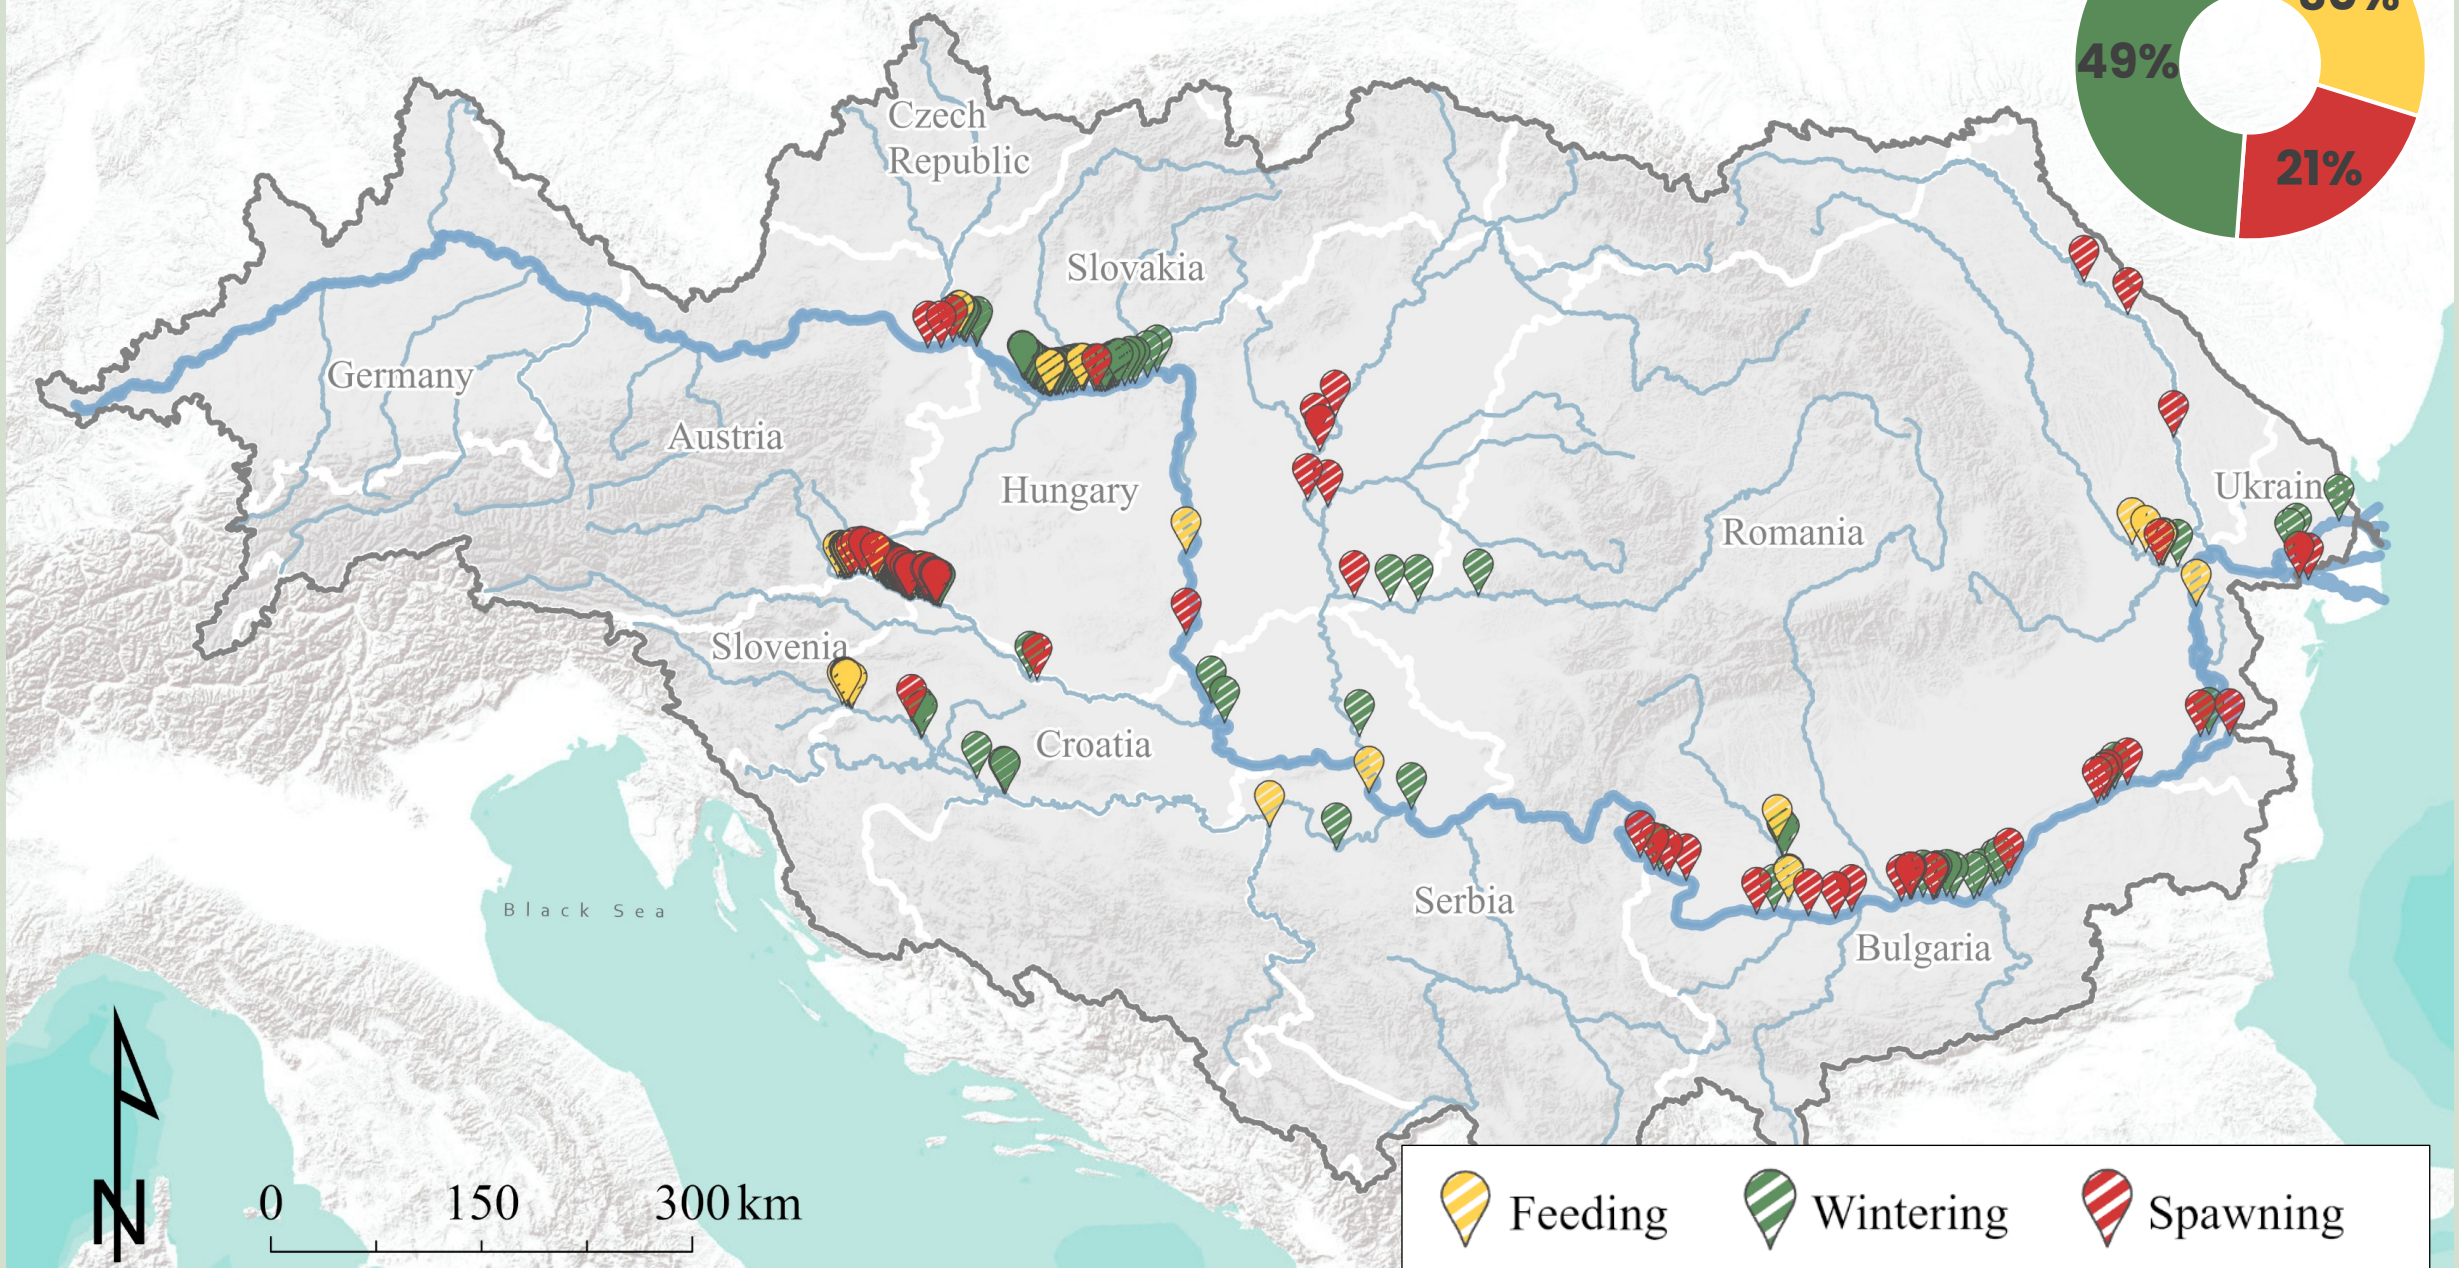 49%
21%
Czech
Republic
Slovakia
Germany
Austria
Hungary
Ukrain
Romania
Slovenia
Croatia
Serbia
Black Sea
Bulgaria
N
0 150 300 km
Feeding Wintering Spawning